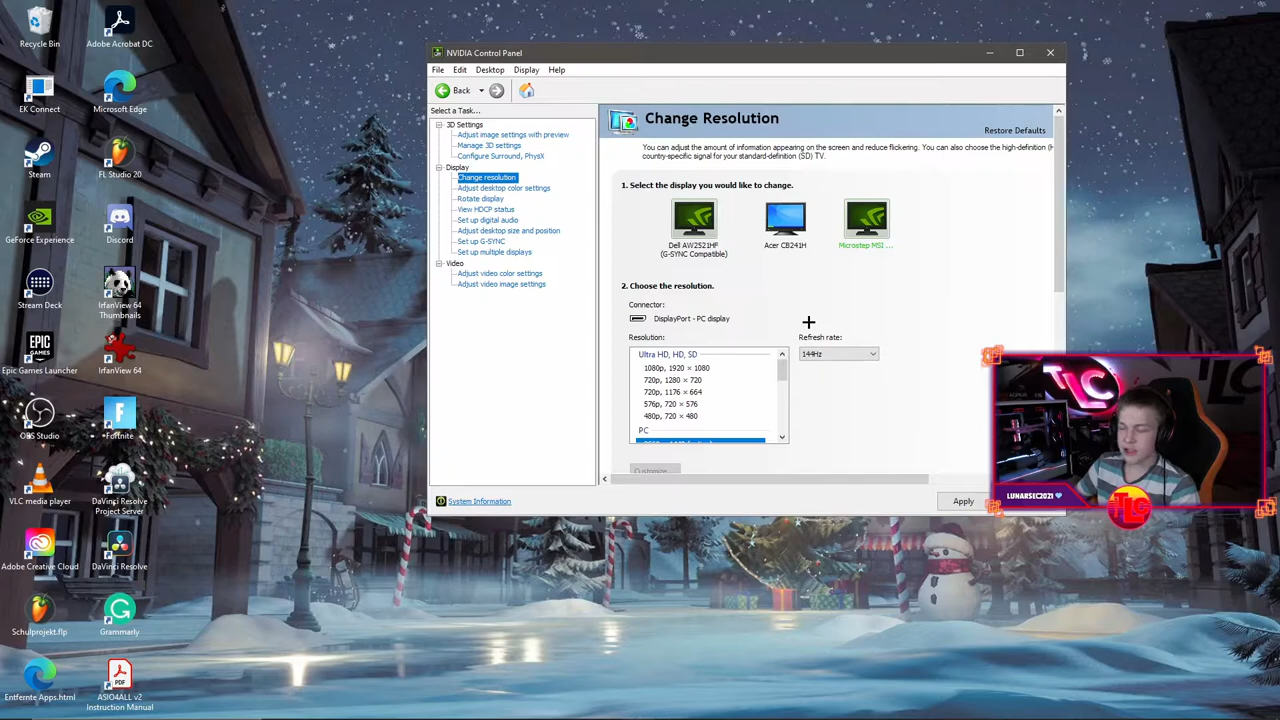 Recycle Bin
Adobe Acrobat DC
EK Connect
Microsoft Edge
Steam
FL Studio 20
GeForce Experience
Discord
Stream Deck
IrfanView 64
Thumbnails
Epic Games Launcher
IrfanView 64
OBS Studio
Fortnite
VLC media player
DaVinci Resolve
Project Server
Adobe Creative Cloud
DaVinci Resolve
Schulprojekt.flp
Grammarly
Entfernte Apps.html
PDF
ASIO4ALL v2
Instruction Manual
NVIDIA Control Panel
File Edit Desktop Display Help
Back
Select a Task...
3D Settings
Adjust image settings with preview
Manage 3D settings
Configure Surround, PhysX
Display
Change resolution
Adjust desktop color settings
Rotate display
View HDCP status
Set up digital audio
Adjust desktop size and position
Set up G-SYNC
Set up multiple displays
Video
Adjust video color settings
Adjust video image settings
System Information
Change Resolution
Restore Defaults
You can adjust the amount of information appearing on the screen and reduce flickering. You can also choose the high-definition (H
country-specific signal for your standard-definition (SD) TV.
1. Select the display you would like to change.
Dell AW2521HF
(G-SYNC Compatible)
Acer CB241H
Microstep MSI ...
2. Choose the resolution.
Connector:
DisplayPort - PC display
Resolution:
Refresh rate:
144Hz
Ultra HD, HD, SD
1080p, 1920 × 1080
720p, 1280 × 720
720p, 1176 × 664
576p, 720 × 576
480p, 720 × 480
PC
Customize...
Apply
TLC
LUNARSEC2021
TLC